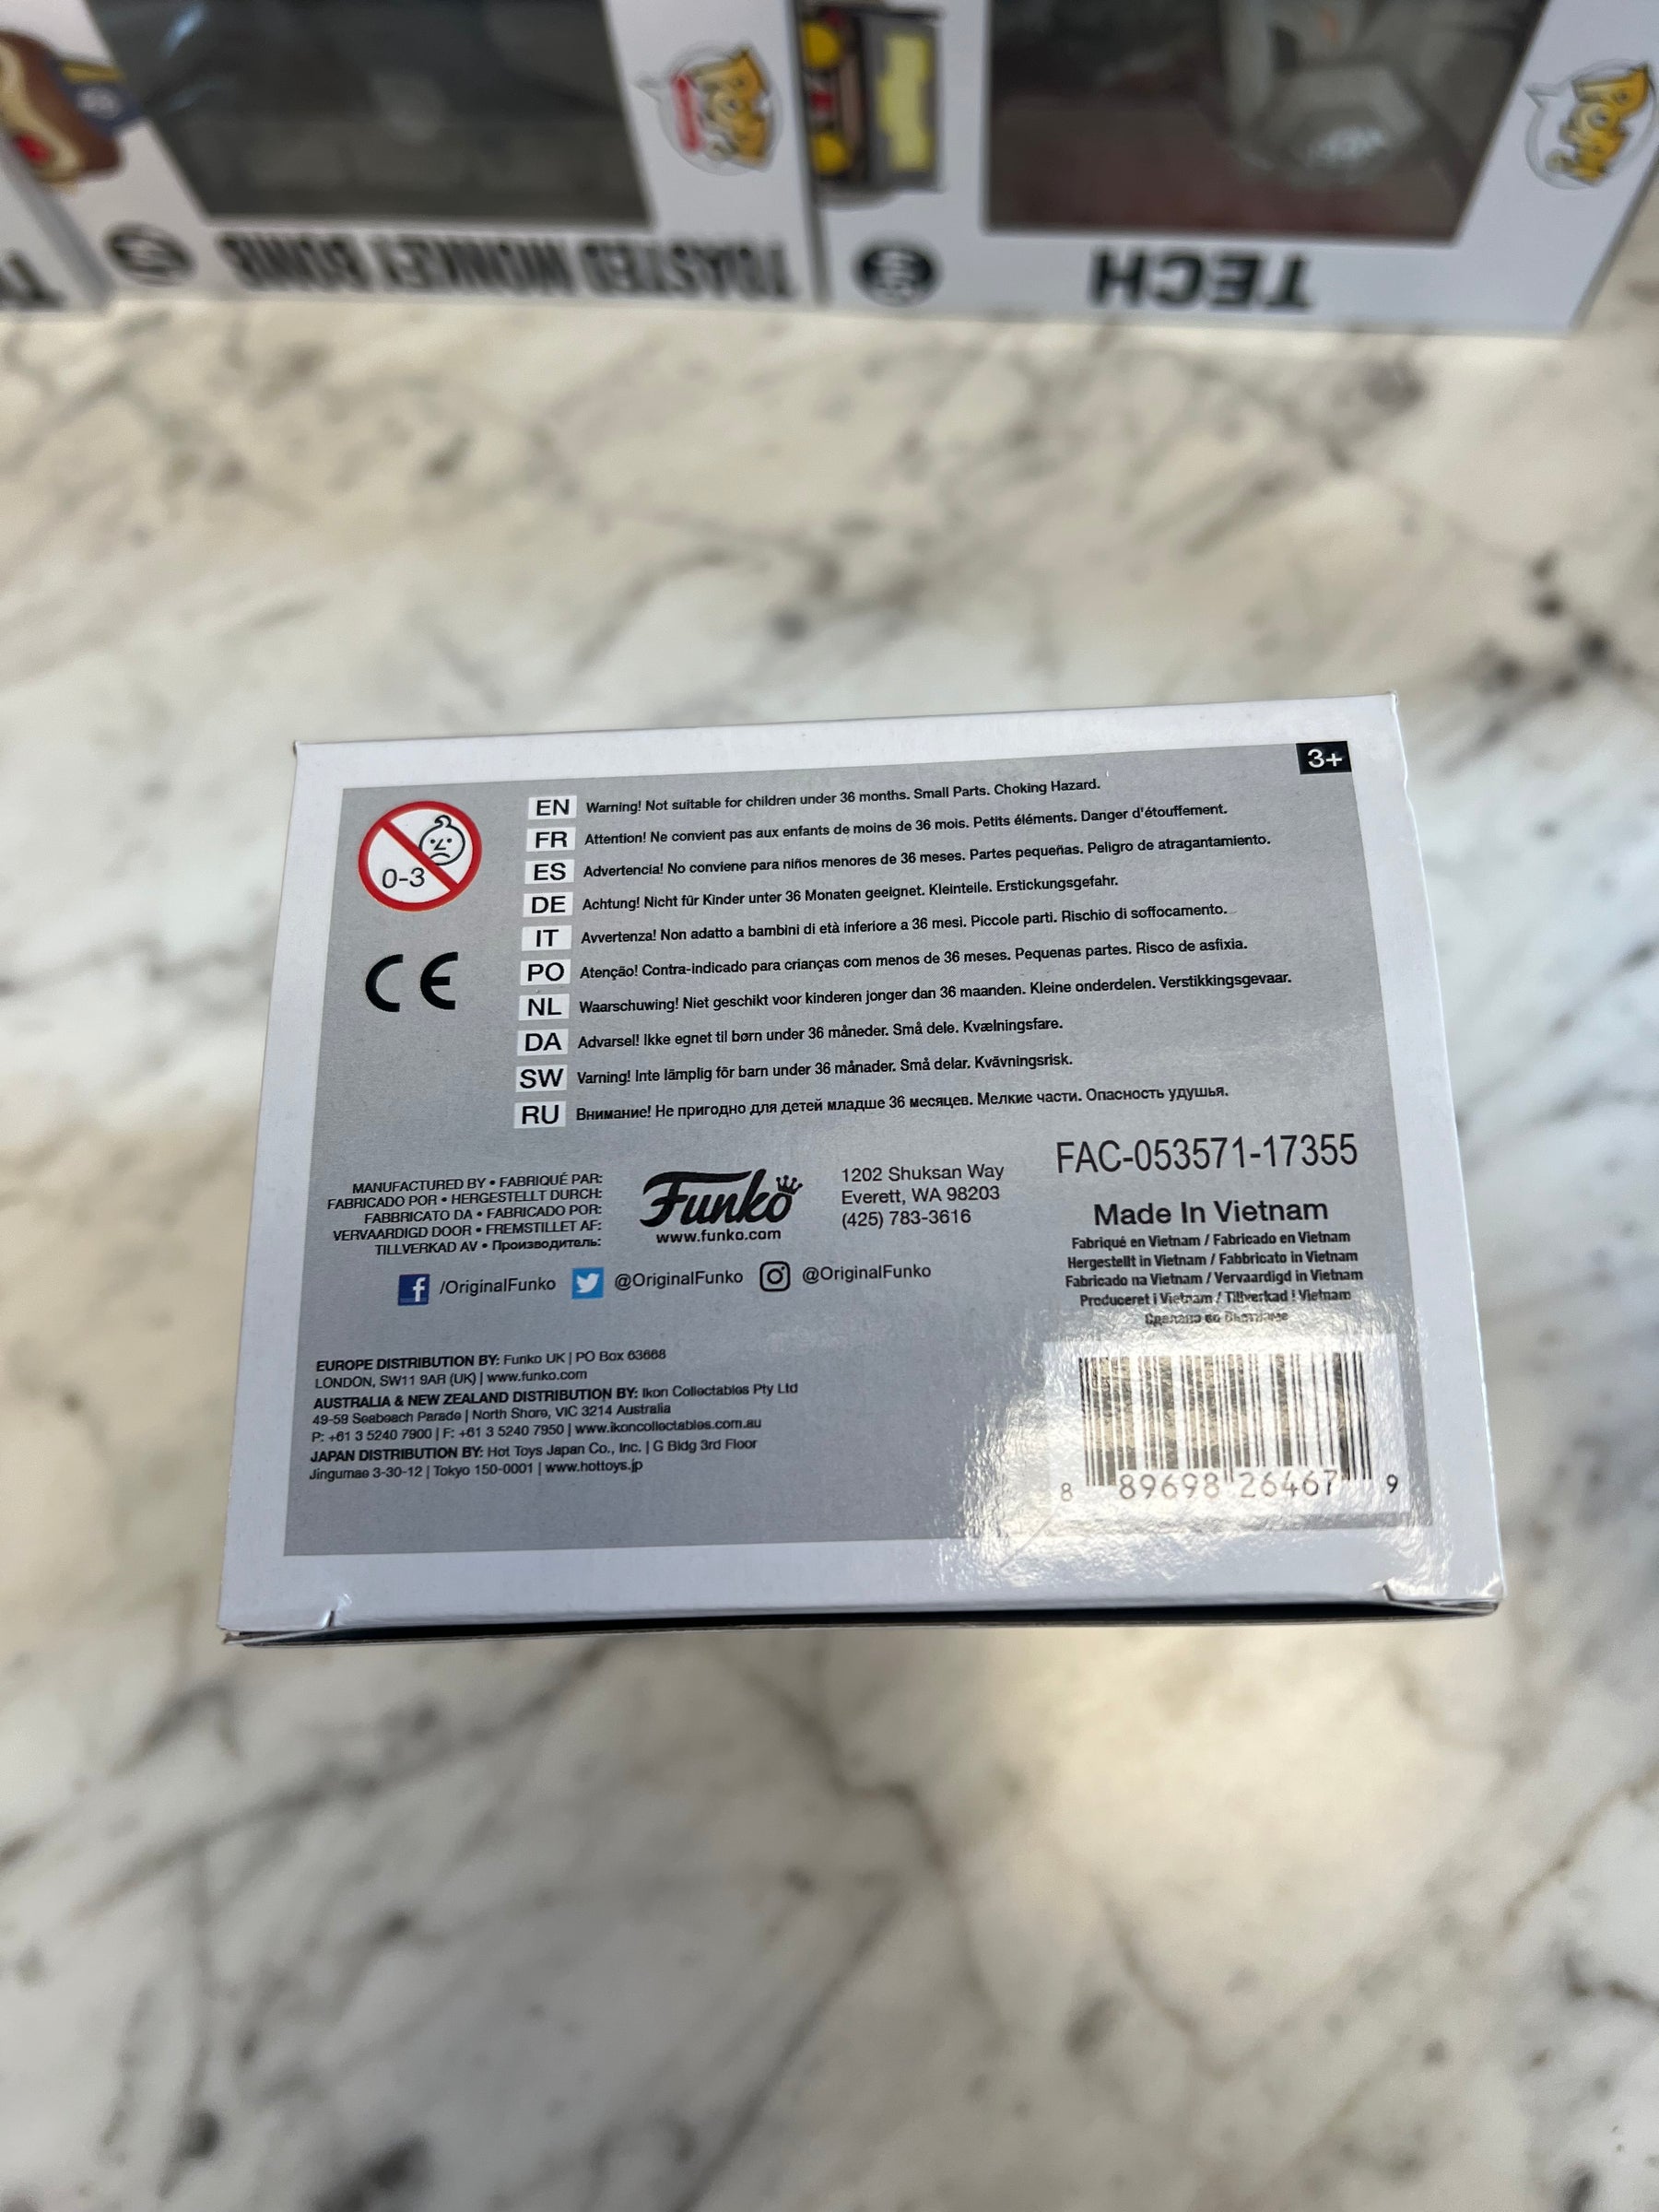 POP!
POP!
TOASTED MONKEY BOMB
TECH
3+
0-3
EN Warning! Not suitable for children under 36 months. Small Parts. Choking Hazard.
FR Attention! Ne convient pas aux enfants de moins de 36 mois. Petits éléments. Danger d'étouffement.
ES Advertencia! No conviene para niños menores de 36 meses. Partes pequeñas. Peligro de atragantamiento.
DE Achtung! Nicht für Kinder unter 36 Monaten geeignet. Kleinteile. Erstickungsgefahr.
IT Avvertenza! Non adatto a bambini di età inferiore a 36 mesi. Piccole parti. Rischio di soffocamento.
PO Atenção! Contra-indicado para crianças com menos de 36 meses. Pequenas partes. Risco de asfixia.
NL Waarschuwing! Niet geschikt voor kinderen jonger dan 36 maanden. Kleine onderdelen. Verstikkingsgevaar.
DA Advarsel! Ikke egnet til børn under 36 måneder. Små dele. Kvælningsfare.
SW Varning! Inte lämplig för barn under 36 månader. Små delar. Kvävningsrisk.
RU Внимание! Не пригодно для детей младше 36 месяцев. Мелкие части. Опасность удушья.
CE
MANUFACTURED BY • FABRIQUÉ PAR:
FABRICADO POR • HERGESTELLT DURCH:
FABBRICATO DA • FABRICADO POR:
VERVAARDIGD DOOR • FREMSTILLET AF:
TILLVERKAD AV • Производитель:
Funko
www.funko.com
1202 Shuksan Way
Everett, WA 98203
(425) 783-3616
/OriginalFunko @OriginalFunko @OriginalFunko
FAC-053571-17355
Made In Vietnam
Fabriqué en Vietnam / Fabricado en Vietnam
Hergestellt in Vietnam / Fabbricato in Vietnam
Fabricado na Vietnam / Vervaardigd in Vietnam
Produceret i Vietnam / Tillverkad i Vietnam
Сделано во Вьетнаме
EUROPE DISTRIBUTION BY: Funko UK | PO Box 63668
LONDON, SW11 9AR (UK) | www.funko.com
AUSTRALIA & NEW ZEALAND DISTRIBUTION BY: Ikon Collectables Pty Ltd
49-59 Seabeach Parade | North Shore, VIC 3214 Australia
P: +61 3 5240 7900 | F: +61 3 5240 7950 | www.ikoncollectables.com.au
JAPAN DISTRIBUTION BY: Hot Toys Japan Co., Inc. | G Bldg 3rd Floor
Jingumae 3-30-12 | Tokyo 150-0001 | www.hottoys.jp
8 89698 26467 9